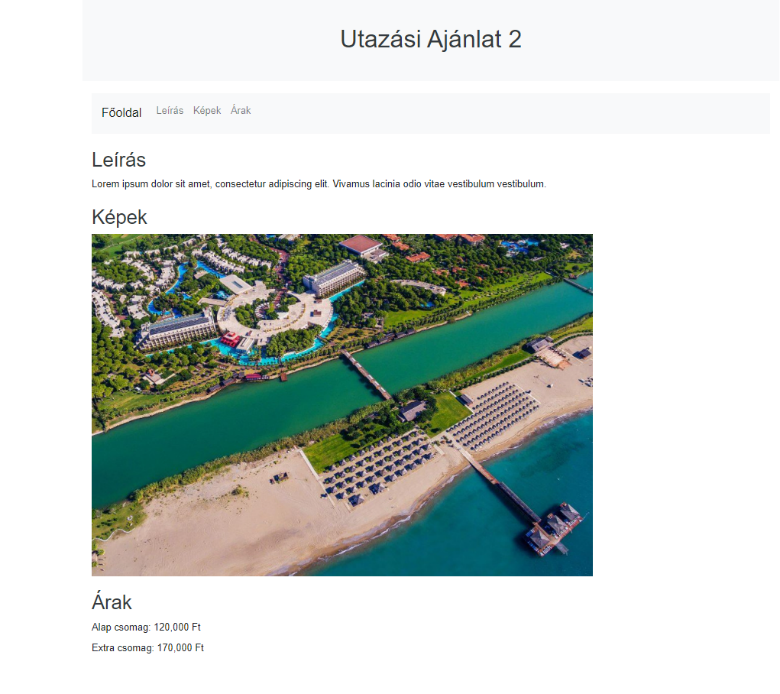 Utazási Ajánlat 2
Főoldal Leírás Képek Árak
Leírás
Lorem ipsum dolor sit amet, consectetur adipiscing elit. Vivamus lacinia odio vitae vestibulum vestibulum.
Képek
Árak
Alap csomag: 120,000 Ft
Extra csomag: 170,000 Ft